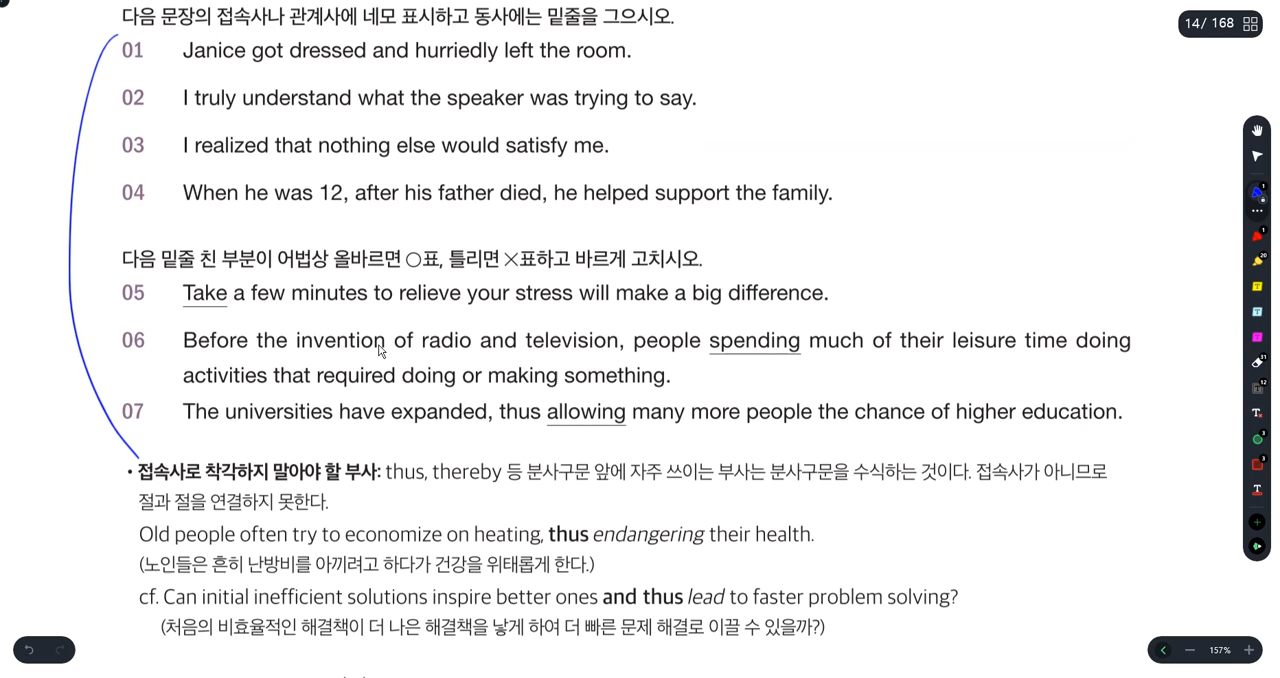 다음 문장의 접속사나 관계사에 네모 표시하고 동사에는 밑줄을 그으시오.
14/ 168
01 Janice got dressed and hurriedly left the room.
02 I truly understand what the speaker was trying to say.
03 I realized that nothing else would satisfy me.
04 When he was 12, after his father died, he helped support the family.
다음 밑줄 친 부분이 어법상 올바르면 ○표, 틀리면 ×표하고 바르게 고치시오.
05 Take a few minutes to relieve your stress will make a big difference.
06 Before the invention of radio and television, people spending much of their leisure time doing
activities that required doing or making something.
07 The universities have expanded, thus allowing many more people the chance of higher education.
• 접속사로 착각하지 말아야 할 부사: thus, thereby 등 분사구문 앞에 자주 쓰이는 부사는 분사구문을 수식하는 것이다. 접속사가 아니므로
절과 절을 연결하지 못한다.
Old people often try to economize on heating, thus endangering their health.
(노인들은 흔히 난방비를 아끼려고 하다가 건강을 위태롭게 한다.)
cf. Can initial inefficient solutions inspire better ones and thus lead to faster problem solving?
(처음의 비효율적인 해결책이 더 나은 해결책을 낳게 하여 더 빠른 문제 해결로 이끌 수 있을까?)
157%